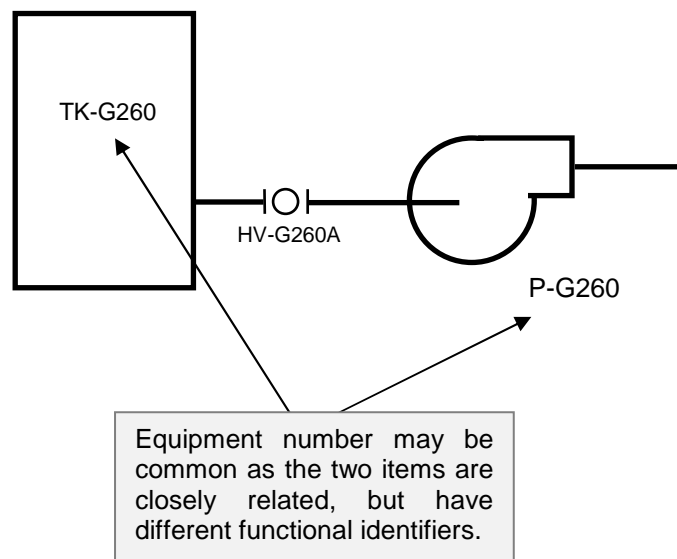 TK-G260
HV-G260A
P-G260
Equipment number may be
common as the two items are
closely related, but have
different functional identifiers.